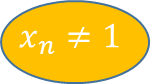 xₙ ≠ 1